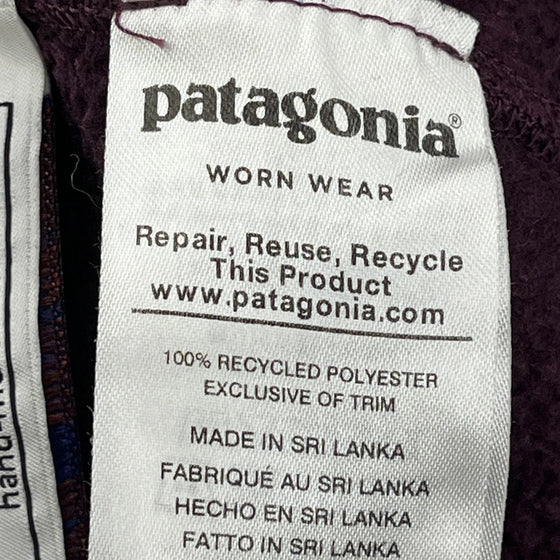 patagonia®
WORN WEAR
Repair, Reuse, Recycle
This Product
www.patagonia.com
100% RECYCLED POLYESTER
EXCLUSIVE OF TRIM
MADE IN SRI LANKA
FABRIQUÉ AU SRI LANKA
HECHO EN SRI LANKA
FATTO IN SRI LANKA